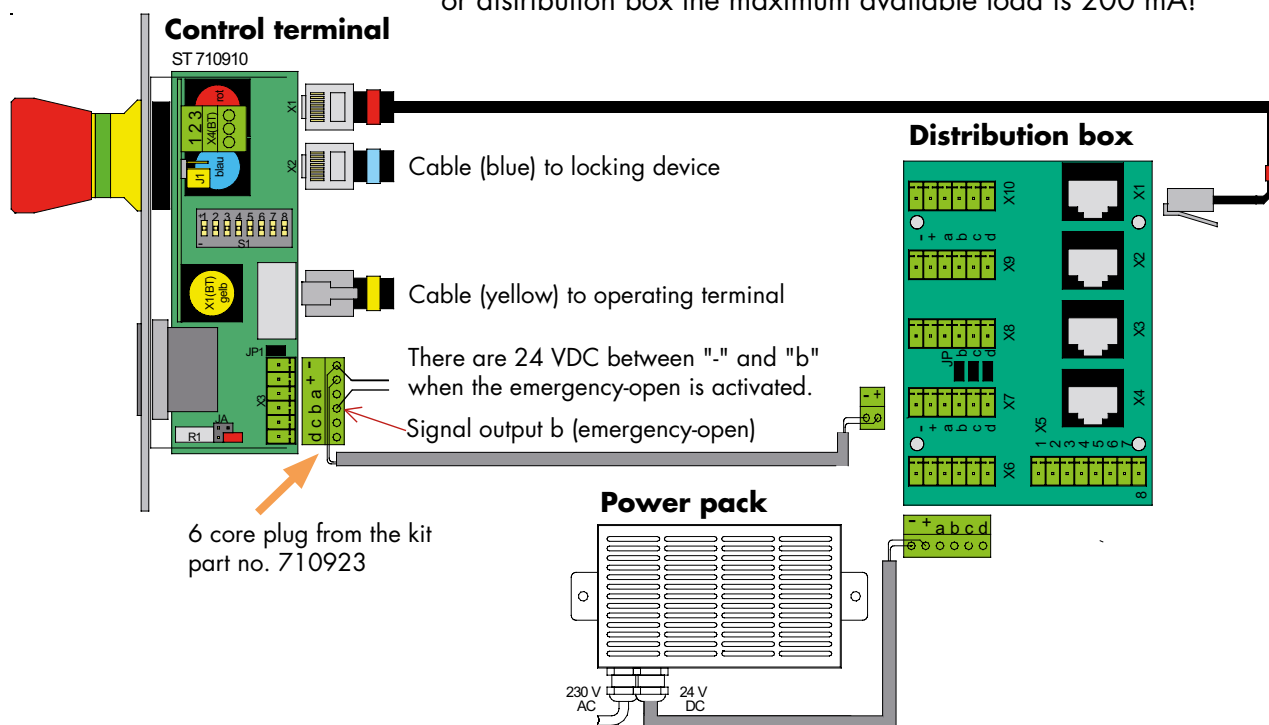 or distribution box the maximum available load is 200 mA!
Control terminal
ST 710910
rot
1 2 3
X4(BT)
X1
blau
J1
X2
Cable (blue) to locking device
+1 2 3 4 5 6 7 8
-
S1
X1(BT)
gelb
Cable (yellow) to operating terminal
JP1
X3
JA
R1
d c b a + -
There are 24 VDC between "-" and "b"
when the emergency-open is activated.
Signal output b (emergency-open)
6 core plug from the kit
part no. 710923
Distribution box
X10
X1
- + a b c d
X9
X2
X8
X3
JP
b c d
X7
X4
- + a b c d
X5
1 2 3 4 5 6 7
8
X6
- +
- + a b c d
Power pack
230 V
AC
24 V
DC